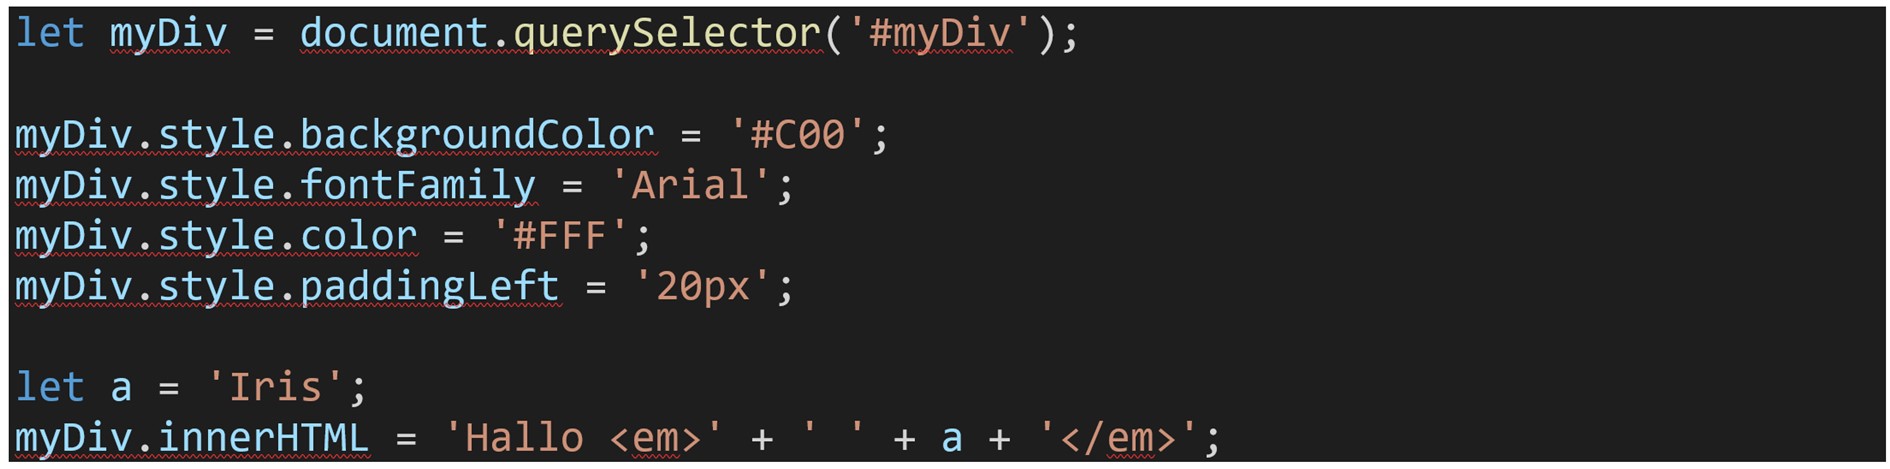 let myDiv = document.querySelector('#myDiv');
myDiv.style.backgroundColor = '#C00';
myDiv.style.fontFamily = 'Arial';
myDiv.style.color = '#FFF';
myDiv.style.paddingLeft = '20px';
let a = 'Iris';
myDiv.innerHTML = 'Hallo <em>' + ' ' + a + '</em>';